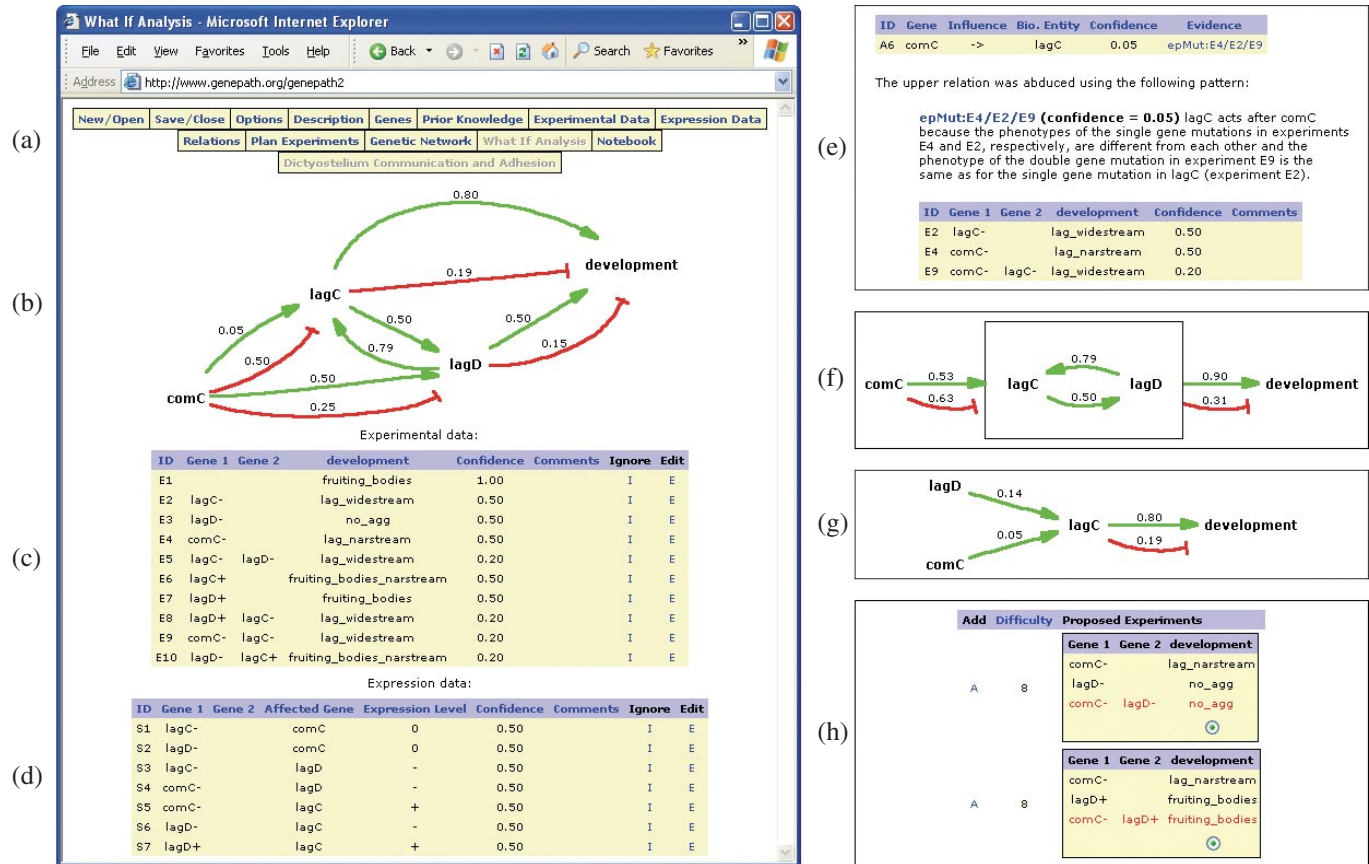 What If Analysis - Microsoft Internet Explorer
File Edit View Favorites Tools Help Back Search Favorites »
Address http://www.genepath.org/genepath2
(a)
New/Open Save/Close Options Description Genes Prior Knowledge Experimental Data Expression Data
Relations Plan Experiments Genetic Network What If Analysis Notebook
Dictyostelium Communication and Adhesion
(b)
0.80
development
0.19
lagC
0.05
0.50
0.50
0.79
0.50
0.15
lagD
0.50
comC
0.25
Experimental data:
(c)
ID Gene 1 Gene 2 development Confidence Comments Ignore Edit
E1 fruiting_bodies 1.00 I E
E2 lagC- lag_widestream 0.50 I E
E3 lagD- no_agg 0.50 I E
E4 comC- lag_narstream 0.50 I E
E5 lagC- lagD- lag_widestream 0.20 I E
E6 lagC+ fruiting_bodies_narstream 0.50 I E
E7 lagD+ fruiting_bodies 0.50 I E
E8 lagD+ lagC- lag_widestream 0.20 I E
E9 comC- lagC- lag_widestream 0.20 I E
E10 lagD- lagC+ fruiting_bodies_narstream 0.20 I E
Expression data:
(d)
ID Gene 1 Gene 2 Affected Gene Expression Level Confidence Comments Ignore Edit
S1 lagC- comC 0 0.50 I E
S2 lagD- comC 0 0.50 I E
S3 lagC- lagD - 0.50 I E
S4 comC- lagD - 0.50 I E
S5 comC- lagC + 0.50 I E
S6 lagD- lagC - 0.50 I E
S7 lagD+ lagC + 0.50 I E
(e)
ID Gene Influence Bio. Entity Confidence Evidence
A6 comC -> lagC 0.05 epMut:E4/E2/E9
The upper relation was abduced using the following pattern:
epMut:E4/E2/E9 (confidence = 0.05) lagC acts after comC
because the phenotypes of the single gene mutations in experiments
E4 and E2, respectively, are different from each other and the
phenotype of the double gene mutation in experiment E9 is the
same as for the single gene mutation in lagC (experiment E2).
ID Gene 1 Gene 2 development Confidence Comments
E2 lagC- lag_widestream 0.50
E4 comC- lag_narstream 0.50
E9 comC- lagC- lag_widestream 0.20
(f)
0.79
comC 0.53 lagC lagD 0.90 development
0.63 0.50 0.31
(g)
lagD
0.14
lagC 0.80 development
0.05 0.19
comC
(h)
Add Difficulty Proposed Experiments
Gene 1 Gene 2 development
comC- lag_narstream
A 8 lagD- no_agg
comC- lagD- no_agg
Gene 1 Gene 2 development
comC- lag_narstream
A 8 lagD+ fruiting_bodies
comC- lagD+ fruiting_bodies